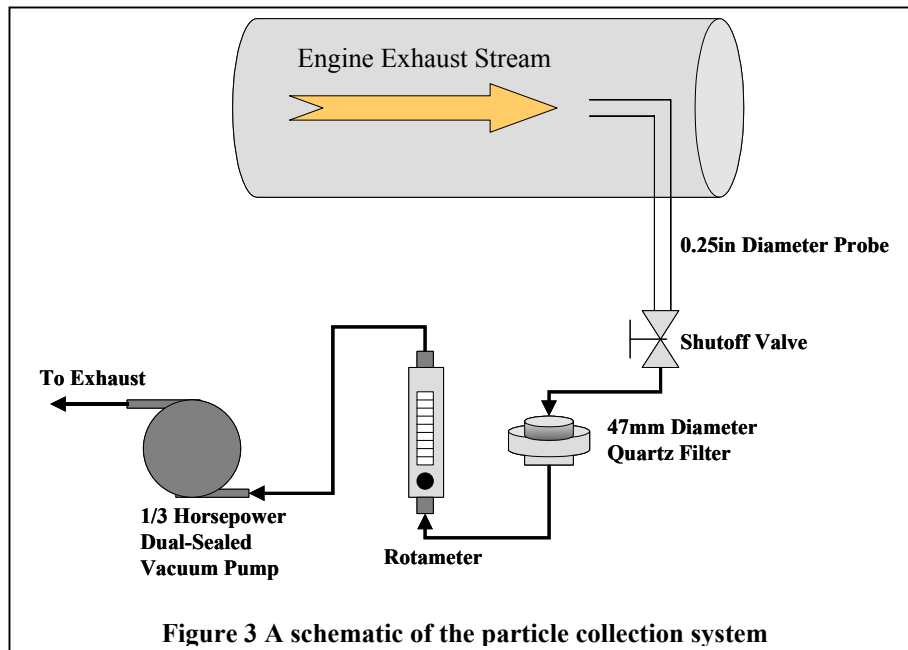 Engine Exhaust Stream
0.25in Diameter Probe
Shutoff Valve
To Exhaust
47mm Diameter
Quartz Filter
1/3 Horsepower
Dual-Sealed
Vacuum Pump
Rotameter
Figure 3 A schematic of the particle collection system